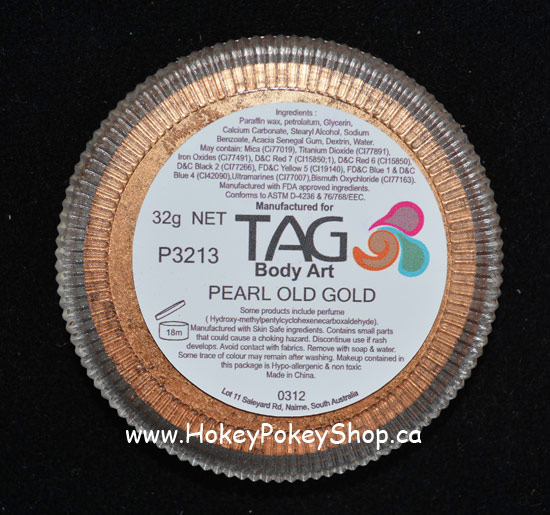 Ingredients :
Paraffin wax, petrolatum, Glycerin,
Calcium Carbonate, Stearyl Alcohol, Sodium
Benzoate, Acacia Senegal Gum, Dextrin, Water.
May contain: Mica (CI77019), Titanium Dioxide (CI77891),
Iron Oxides (CI77491), D&C Red 7 (CI15850;1), D&C Red 6 (CI15850),
D&C Black 2 (CI77266), FD&C Yellow 5 (CI19140), FD&C Blue 1 & D&C
Blue 4 (CI42090),Ultramarines (CI77007),Bismuth Oxychloride (CI77163).
Manufactured with FDA approved ingredients.
Conforms to ASTM D-4236 & 76/768/EEC.
Manufactured for
32g NET
TAG
P3213
Body Art
PEARL OLD GOLD
Some products include perfume
( Hydroxy-methylpentylcyclohexenecarboxaldehyde).
18m
Manufactured with Skin Safe ingredients. Contains small parts
that could cause a choking hazard. Discontinue use if rash
develops. Avoid contact with fabrics. Remove with soap & water.
Some trace of colour may remain after washing. Makeup contained in
this package is Hypo-allergenic & non toxic
Made in China.
0312
Lot 11 Saleyard Rd, Nairne, South Australia
www.HokeyPokeyShop.ca